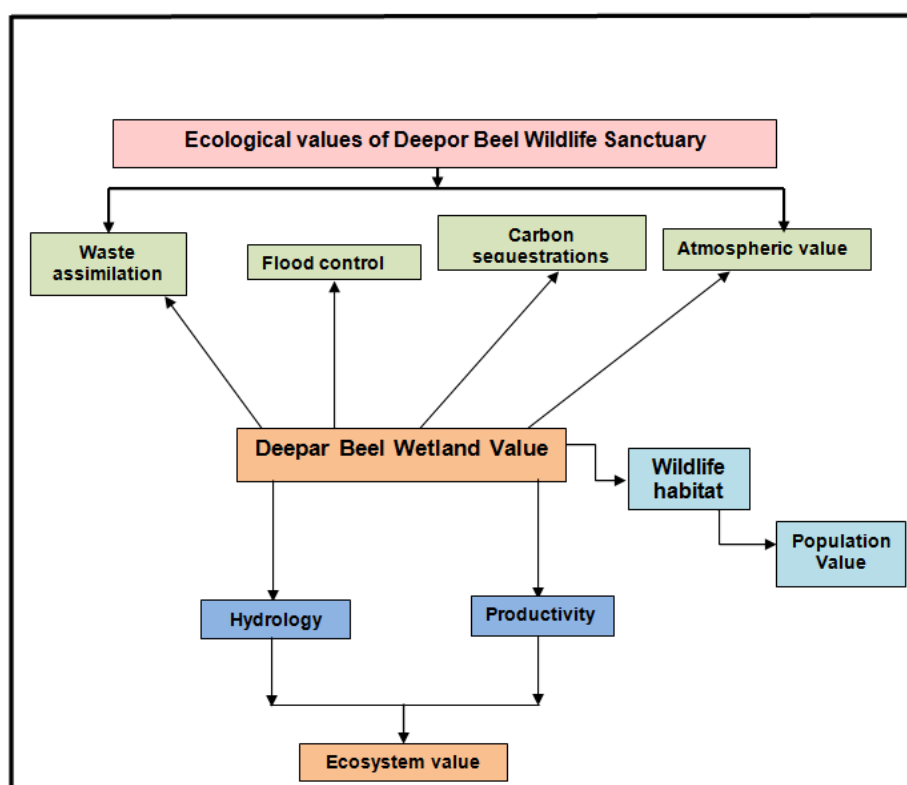 Ecological values of Deepor Beel Wildlife Sanctuary
Waste
assimilation
Flood control
Carbon
sequestrations
Atmospheric value
Deepar Beel Wetland Value
Wildlife
habitat
Population
Value
Hydrology
Productivity
Ecosystem value